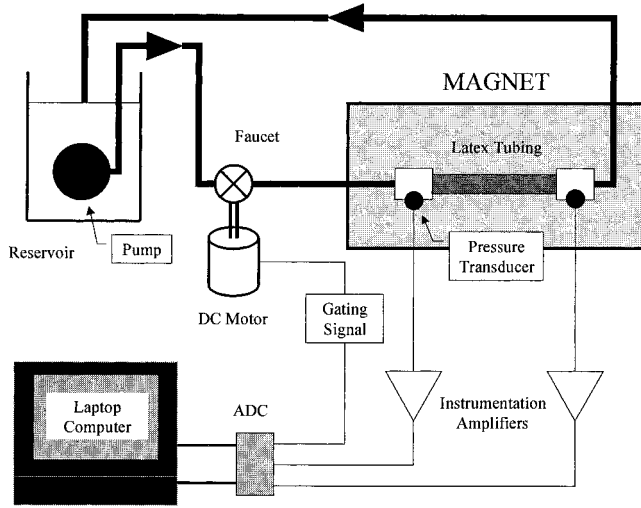 MAGNET
Faucet
Latex Tubing
Reservoir
Pump
Pressure
Transducer
DC Motor
Gating
Signal
Laptop
Computer
ADC
Instrumentation
Amplifiers